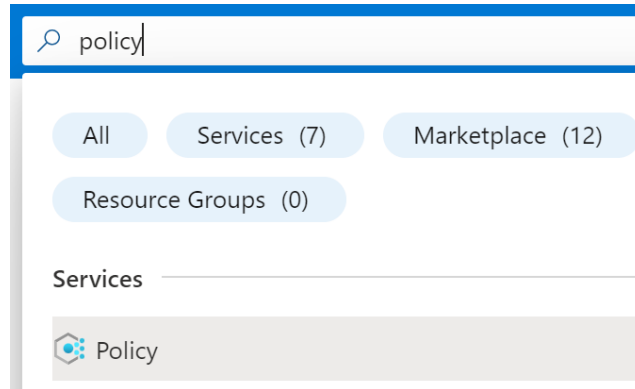 policy
All Services (7) Marketplace (12)
Resource Groups (0)
Services
Policy